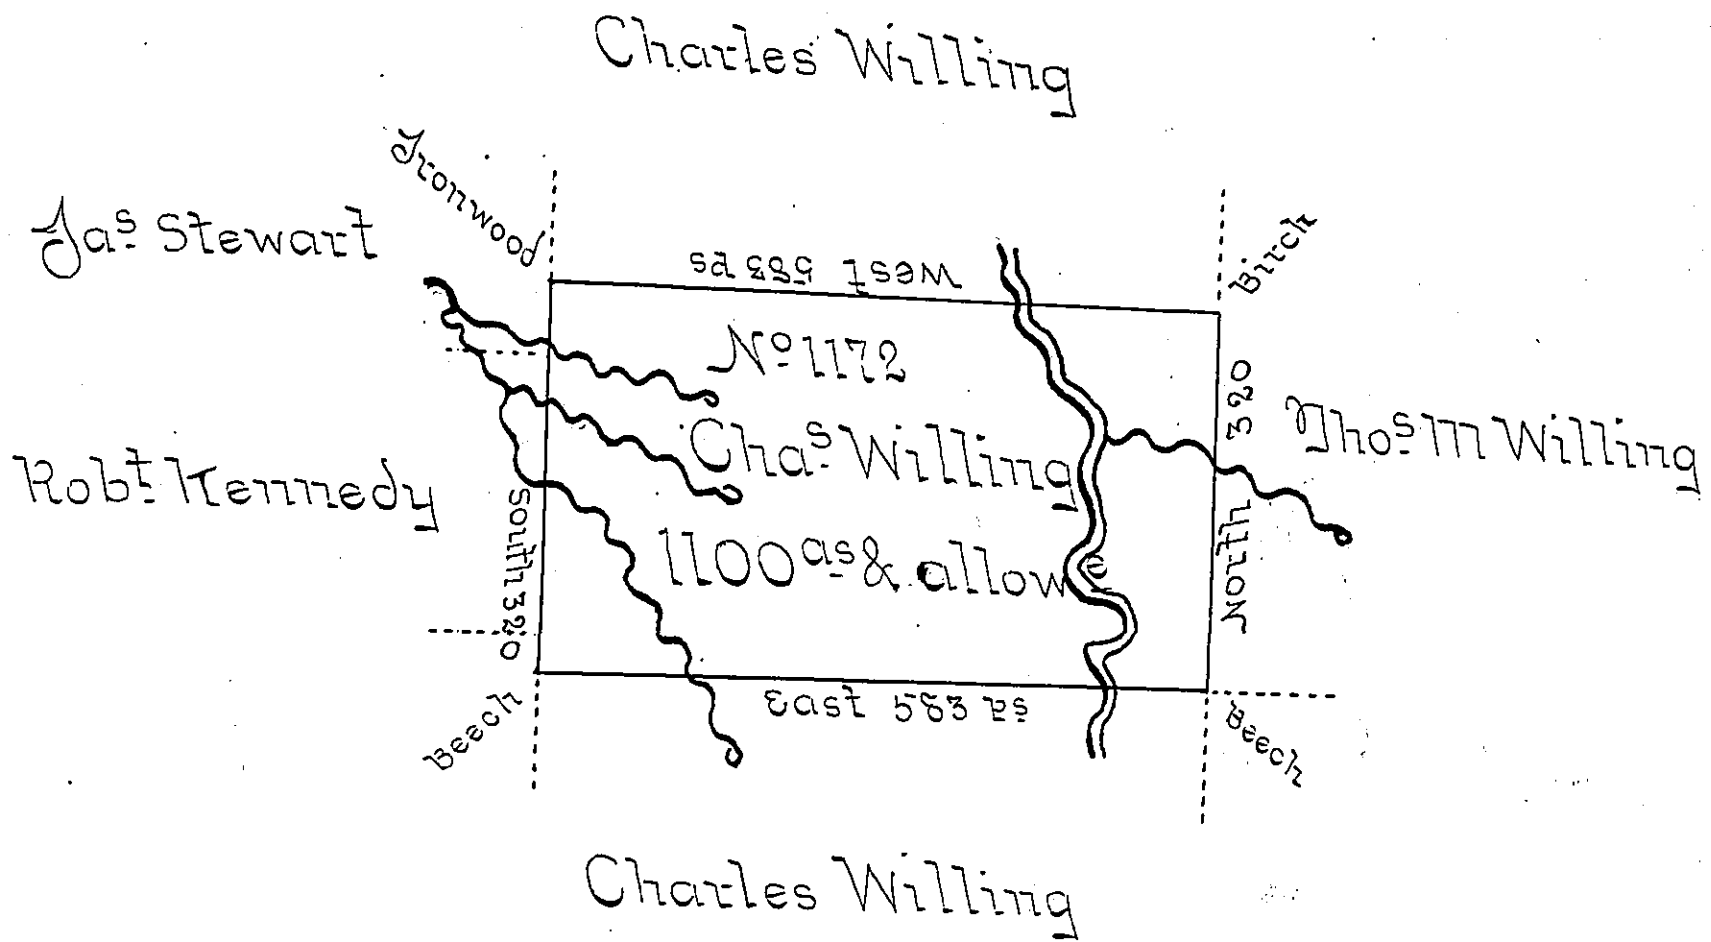 Charles Willing
Ironwood
Jas. Stewart
West 583 ps
Birch
No 1172
North 320
Thos. M Willing
Chas. Willing
Robt. Kennedy
South 320
1100 as. & allowe
Beech
East 583 ps
Beech
Charles Willing